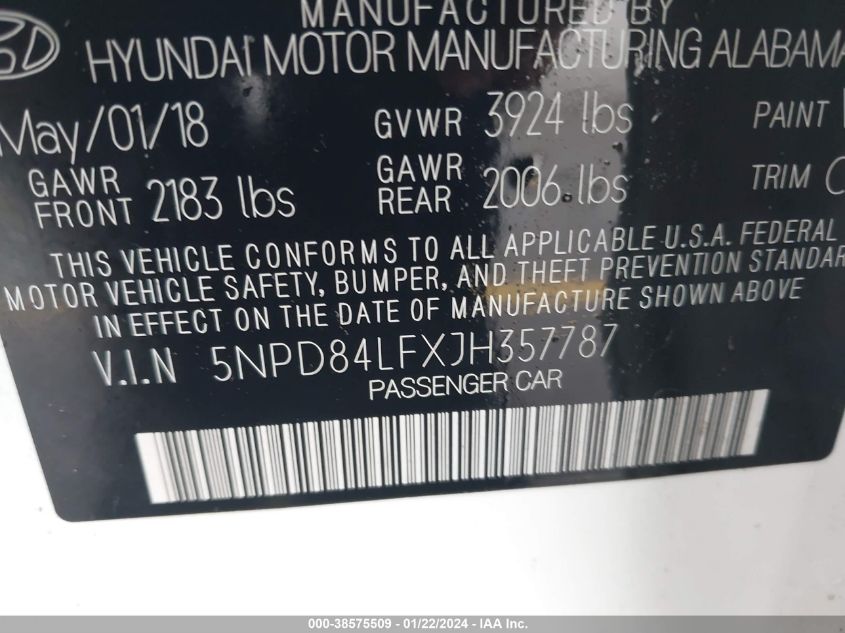 MANUFACTURED BY
HYUNDAI MOTOR MANUFACTURING ALABAMA
May/01/18 GVWR 3924 lbs PAINT
GAWR FRONT 2183 lbs GAWR REAR 2006 lbs TRIM
THIS VEHICLE CONFORMS TO ALL APPLICABLE U.S.A. FEDERAL
MOTOR VEHICLE SAFETY, BUMPER, AND THEFT PREVENTION STANDAR
IN EFFECT ON THE DATE OF MANUFACTURE SHOWN ABOVE
V.I.N 5NPD84LFXJH357787
PASSENGER CAR
000-38575509 - 01/22/2024 - IAA Inc.